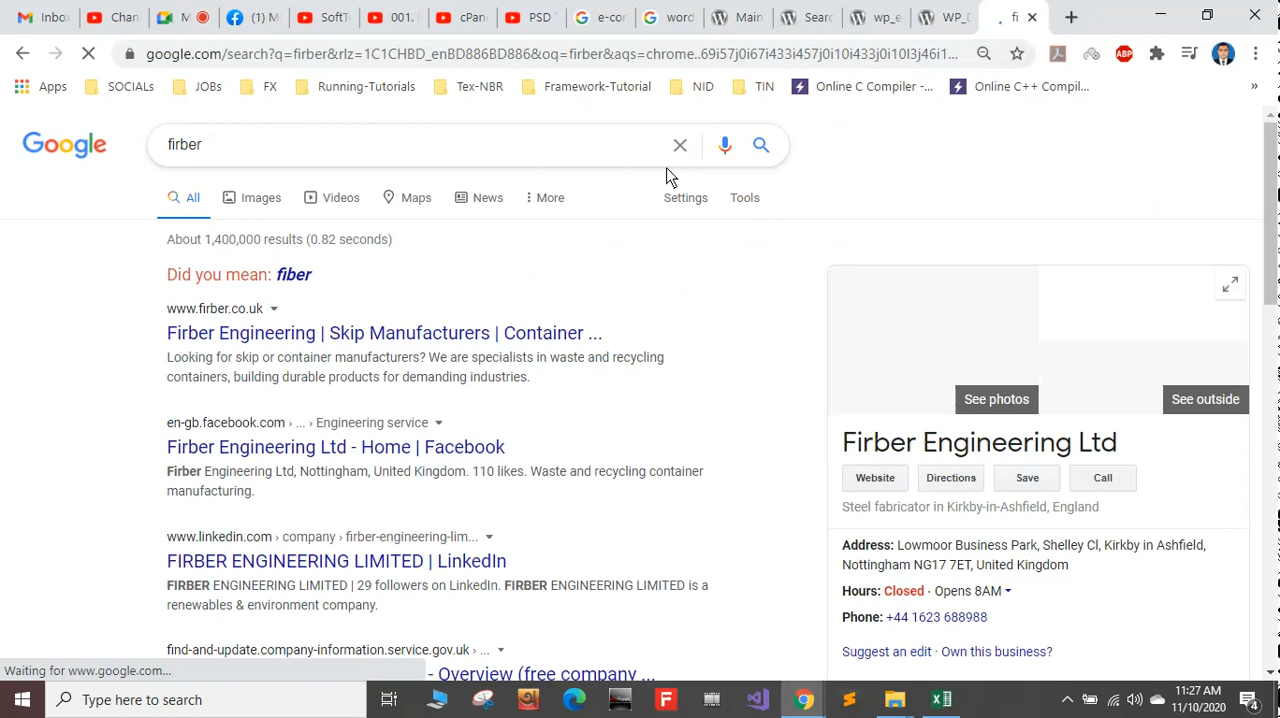 Inbox
Chan
M
(1) M
SoftT
001.
cPan
PSD
e-cor
word
Main
Searc
wp_e
WP_D
fi
google.com/search?q=firber&rlz=1C1CHBD_enBD886BD886&oq=firber&aqs=chrome..69i57j0i67i433i457j0i10i433j0i10l3j46i1...
Apps SOCIALs JOBs FX Running-Tutorials Tex-NBR Framework-Tutorial NID TIN Online C Compiler -... Online C++ Compil... »
Google
firber
All Images Videos Maps News More Settings Tools
About 1,400,000 results (0.82 seconds)
Did you mean: fiber
www.firber.co.uk
Firber Engineering | Skip Manufacturers | Container ...
Looking for skip or container manufacturers? We are specialists in waste and recycling
containers, building durable products for demanding industries.
en-gb.facebook.com › ... › Engineering service
Firber Engineering Ltd - Home | Facebook
Firber Engineering Ltd, Nottingham, United Kingdom. 110 likes. Waste and recycling container
manufacturing.
www.linkedin.com › company › firber-engineering-lim...
FIRBER ENGINEERING LIMITED | LinkedIn
FIRBER ENGINEERING LIMITED | 29 followers on LinkedIn. FIRBER ENGINEERING LIMITED is a
renewables & environment company.
find-and-update.company-information.service.gov.uk › ...
- Overview (free company ...
See photos
See outside
Firber Engineering Ltd
Website Directions Save Call
Steel fabricator in Kirkby-in-Ashfield, England
Address: Lowmoor Business Park, Shelley Cl, Kirkby in Ashfield,
Nottingham NG17 7ET, United Kingdom
Hours: Closed · Opens 8AM
Phone: +44 1623 688988
Suggest an edit · Own this business?
Waiting for www.google.com...
Type here to search
11:27 AM
11/10/2020
4